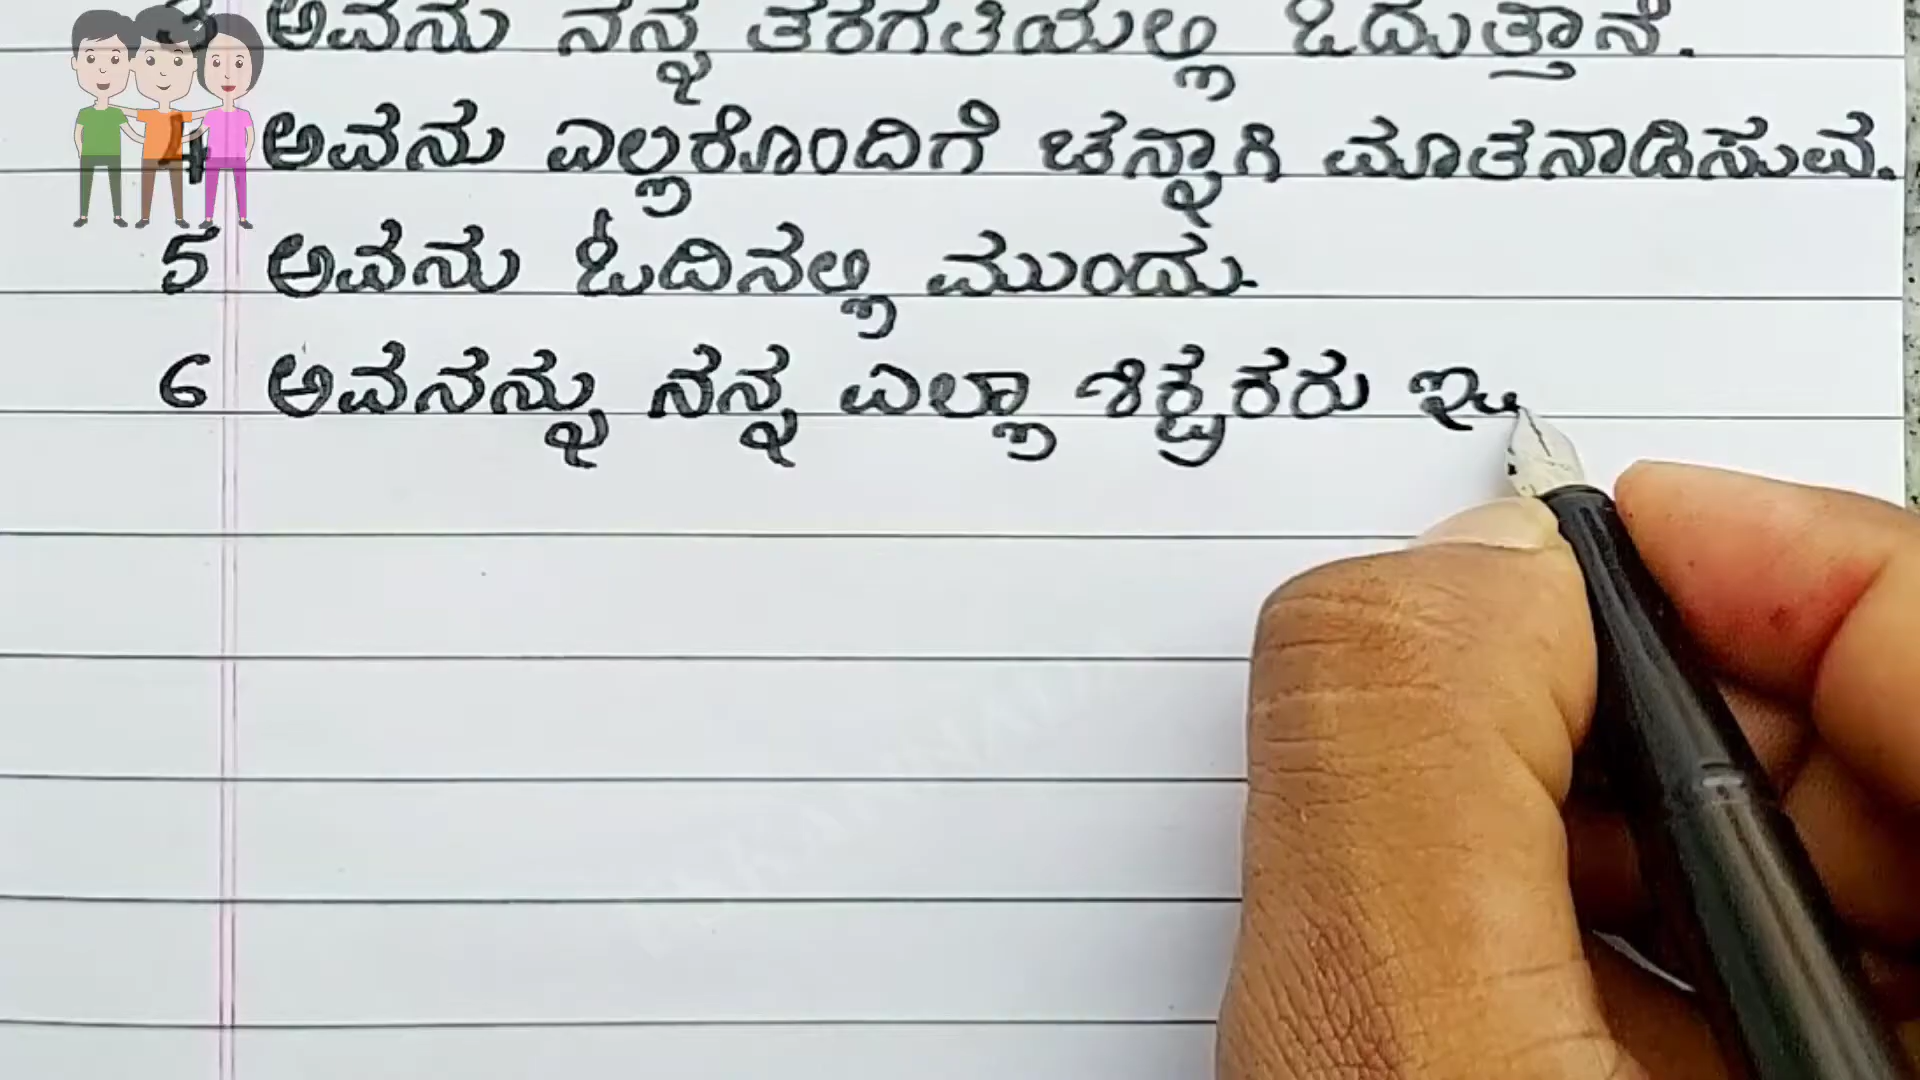 3 ಅವನು ನನ್ನ ತರಗತಿಯಲ್ಲಿ ಓದುತ್ತಾನೆ.
4 ಅವನು ಎಲ್ಲರೊಂದಿಗೆ ಚನ್ನಾಗಿ ಮಾತನಾಡಿಸುವ.
5 ಅವನು ಓದಿನಲ್ಲಿ ಮುಂದು.
6 ಅವನನ್ನು ನನ್ನ ಎಲ್ಲಾ ಶಿಕ್ಷಕರು